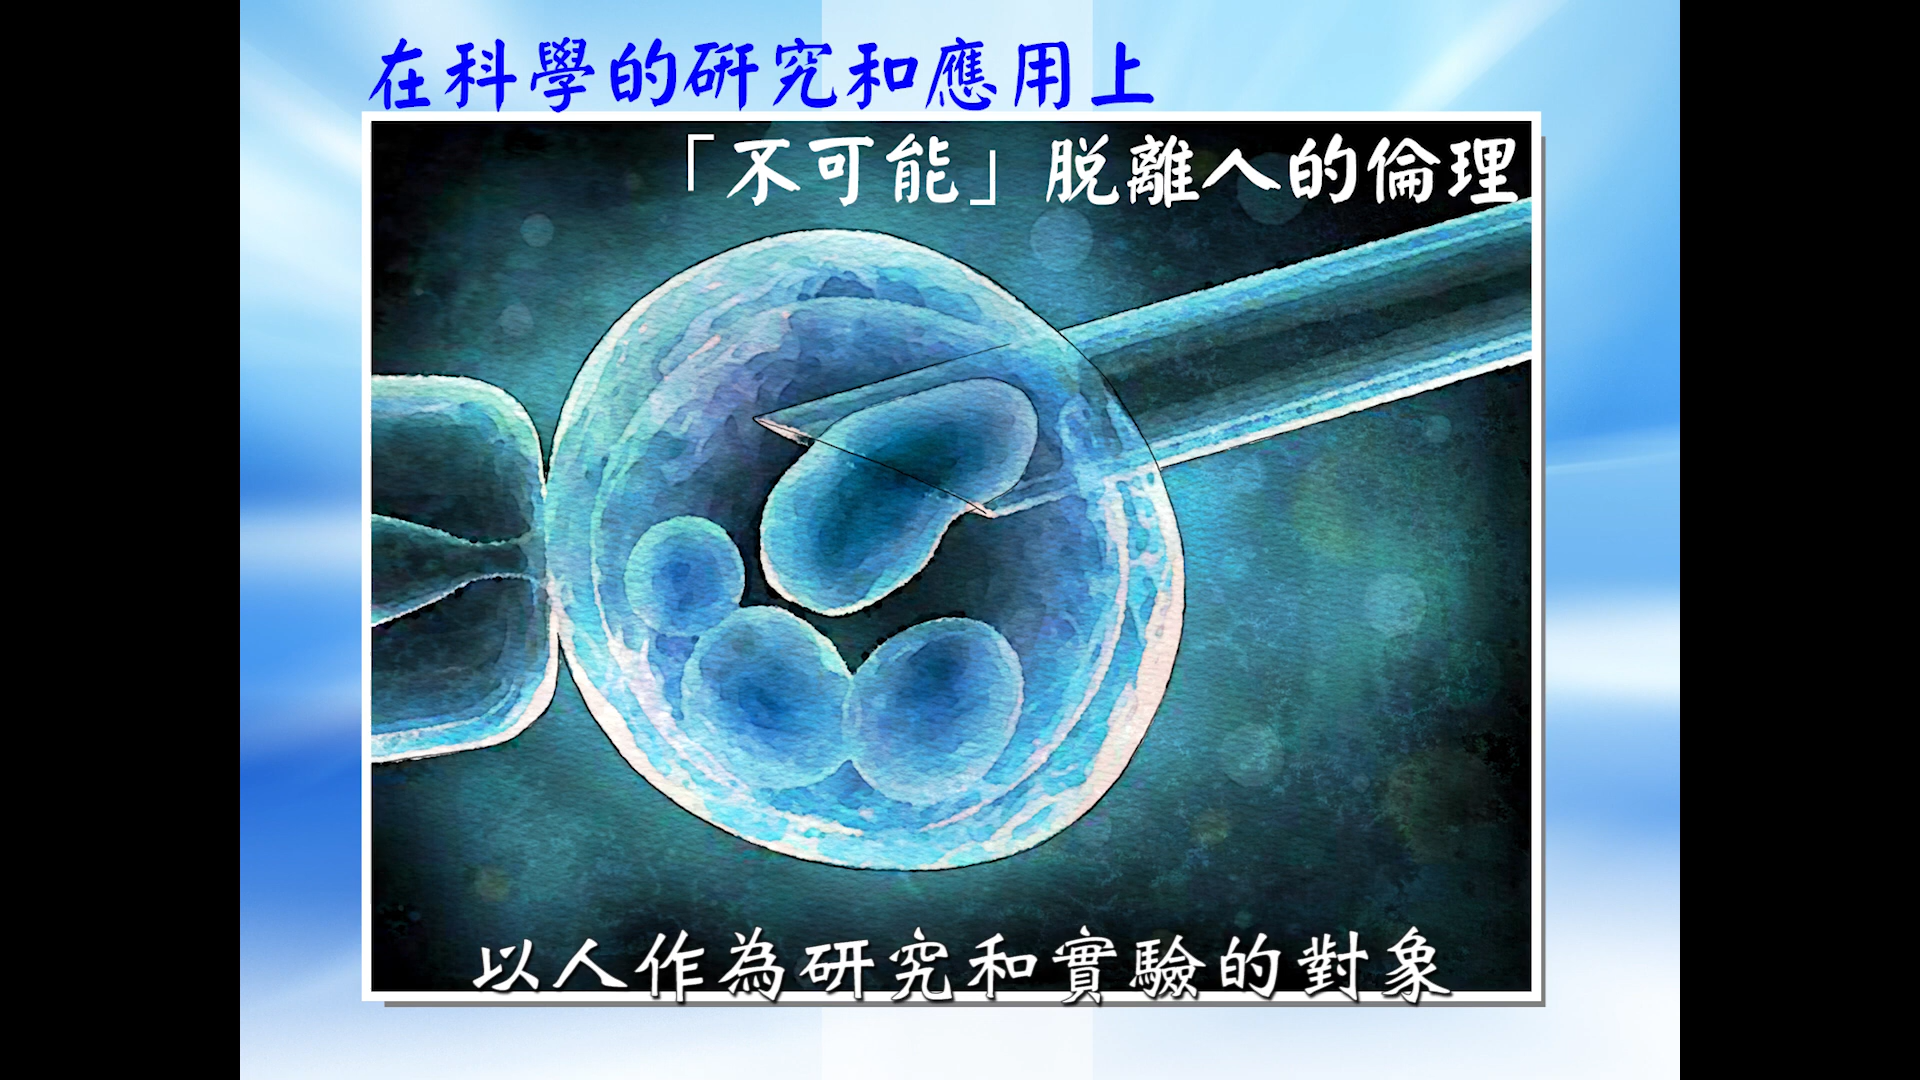 在科學的研究和應用上
「不可能」脫離人的倫理
以人作為研究和實驗的對象